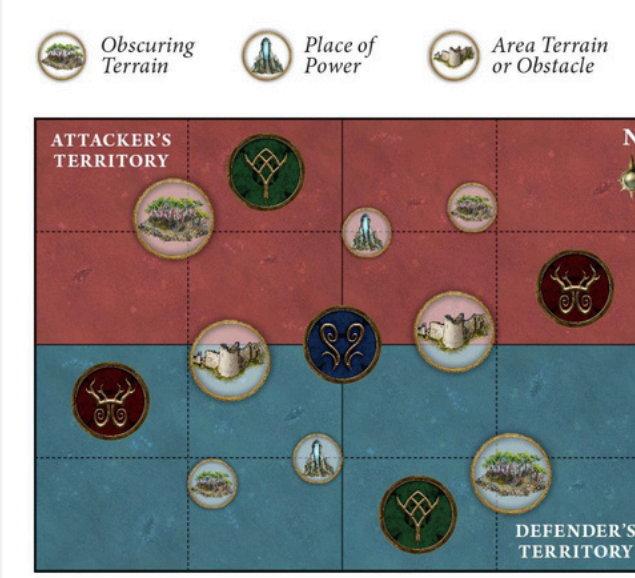 Obscuring
Terrain
Place of
Power
Area Terrain
or Obstacle
ATTACKER'S
TERRITORY
N
DEFENDER'S
TERRITORY